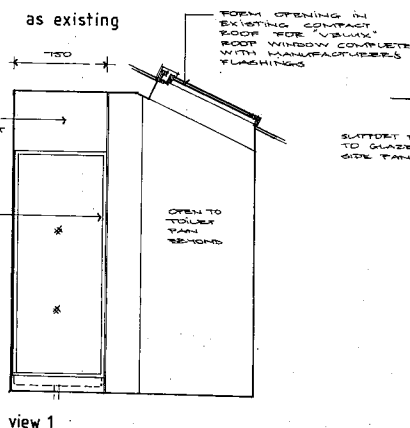 as existing
FORM OPENING IN
EXISTING COMPACT
ROOF FOR "VELUX"
ROOF WINDOW COMPLETE
WITH MANUFACTURER'S
FLASHINGS
750
SUPPORT
TO GLAZE
SIDE PAN
OPEN TO
TOILET
PAN
BEYOND
view 1